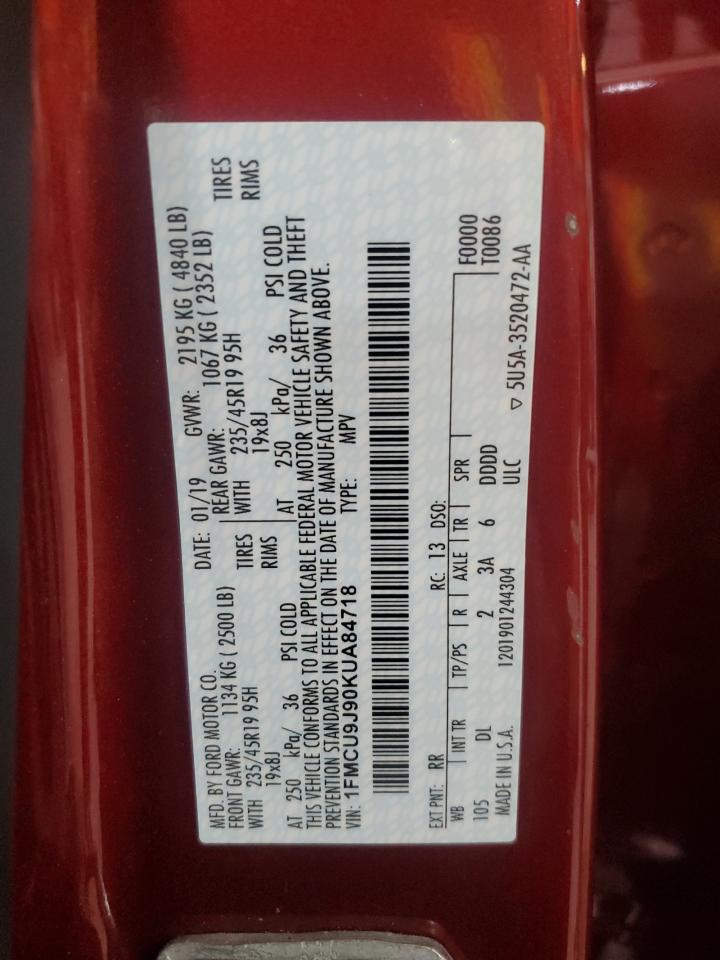 MFD. BY FORD MOTOR CO. DATE: 01/19 GVWR: 2195 KG ( 4840 LB)
FRONT GAWR: 1134 KG ( 2500 LB) REAR GAWR: 1067 KG ( 2352 LB)
WITH 235/45R19 95H TIRES WITH 235/45R19 95H TIRES
19x8J RIMS 19x8J RIMS
AT 250 kPa/ 36 PSI COLD AT 250 kPa/ 36 PSI COLD
THIS VEHICLE CONFORMS TO ALL APPLICABLE FEDERAL MOTOR VEHICLE SAFETY AND THEFT
PREVENTION STANDARDS IN EFFECT ON THE DATE OF MANUFACTURE SHOWN ABOVE.
VIN: 1FMCU9J90KUA84718 TYPE: MPV
EXT PNT: RR RC: 13 DSO: F0000
WB INT TR TP/PS R AXLE TR SPR T0086
105 DL 2 3A 6 DDDD
MADE IN U.S.A. 1201901244304 ULC ▽ 5U5A-3520472-AA